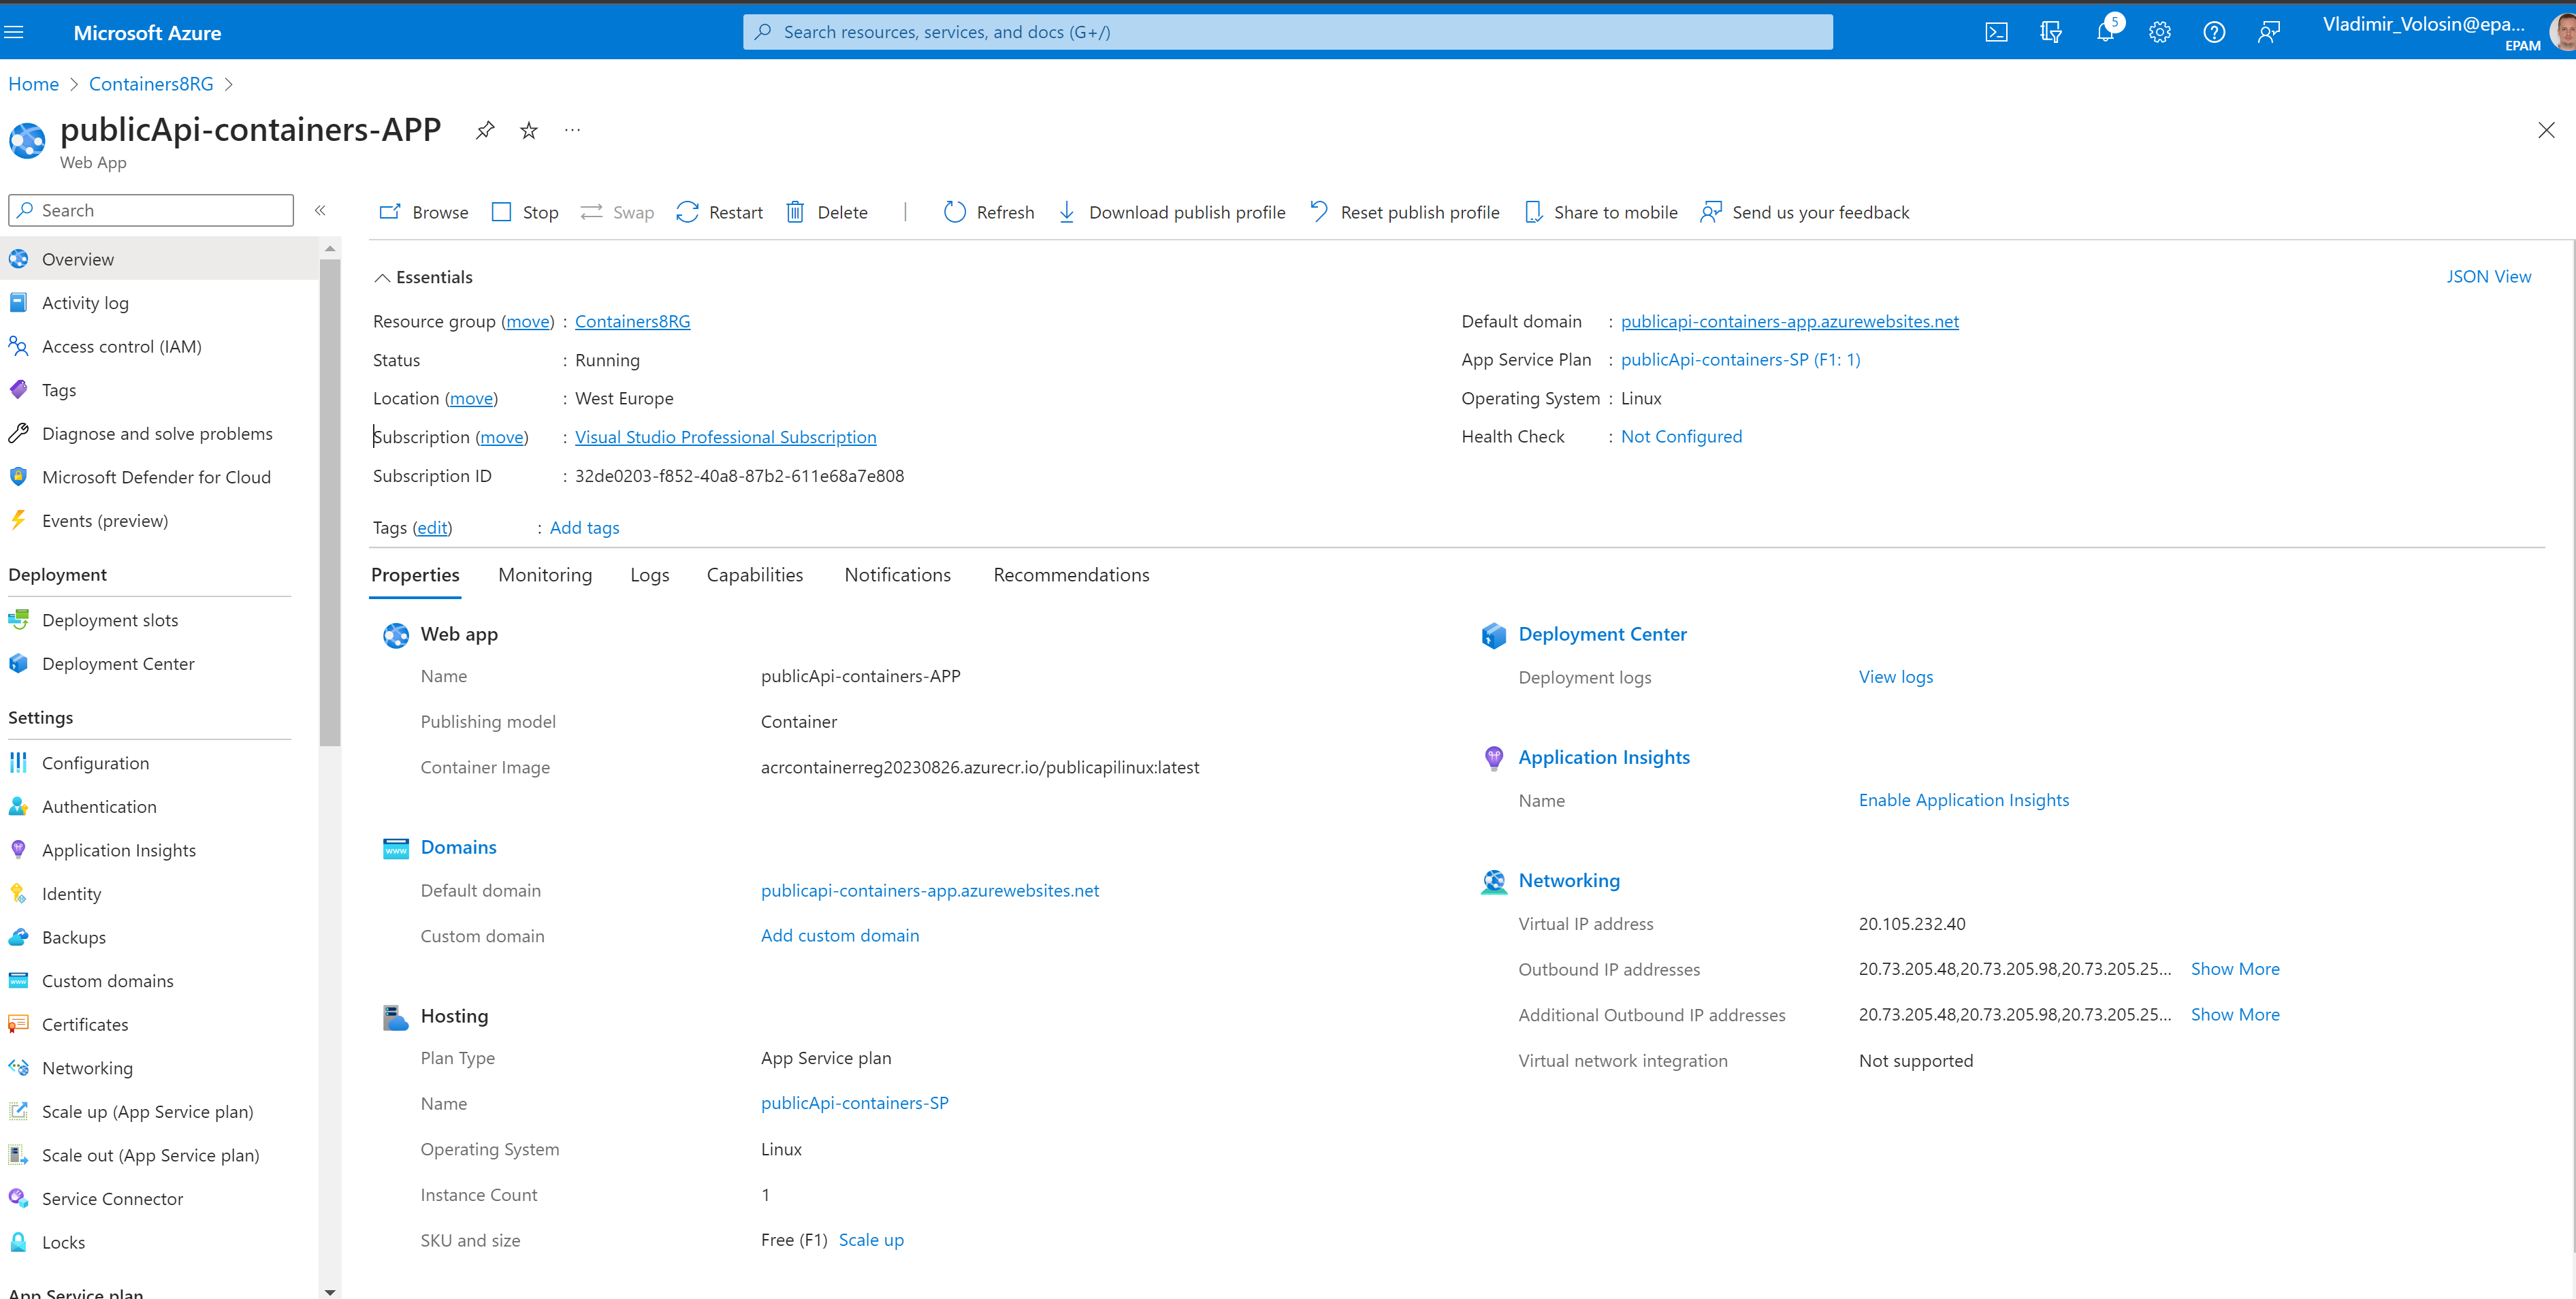 Microsoft Azure
Search resources, services, and docs (G+/)
5
Vladimir_Volosin@epa...
EPAM
Home > Containers8RG >
publicApi-containers-APP
Web App
Search
Browse Stop Swap Restart Delete Refresh Download publish profile Reset publish profile Share to mobile Send us your feedback
Overview
Activity log
Access control (IAM)
Tags
Diagnose and solve problems
Microsoft Defender for Cloud
Events (preview)
Deployment
Deployment slots
Deployment Center
Settings
Configuration
Authentication
Application Insights
Identity
Backups
Custom domains
Certificates
Networking
Scale up (App Service plan)
Scale out (App Service plan)
Service Connector
Locks
App Service plan
Essentials
JSON View
Resource group (move) : Containers8RG
Status : Running
Location (move) : West Europe
Subscription (move) : Visual Studio Professional Subscription
Subscription ID : 32de0203-f852-40a8-87b2-611e68a7e808
Default domain : publicapi-containers-app.azurewebsites.net
App Service Plan : publicApi-containers-SP (F1: 1)
Operating System : Linux
Health Check : Not Configured
Tags (edit) : Add tags
Properties Monitoring Logs Capabilities Notifications Recommendations
Web app
Name publicApi-containers-APP
Publishing model Container
Container Image acrcontainerreg20230826.azurecr.io/publicapilinux:latest
www Domains
Default domain publicapi-containers-app.azurewebsites.net
Custom domain Add custom domain
Hosting
Plan Type App Service plan
Name publicApi-containers-SP
Operating System Linux
Instance Count 1
SKU and size Free (F1) Scale up
Deployment Center
Deployment logs View logs
Application Insights
Name Enable Application Insights
Networking
Virtual IP address 20.105.232.40
Outbound IP addresses 20.73.205.48,20.73.205.98,20.73.205.25... Show More
Additional Outbound IP addresses 20.73.205.48,20.73.205.98,20.73.205.25... Show More
Virtual network integration Not supported